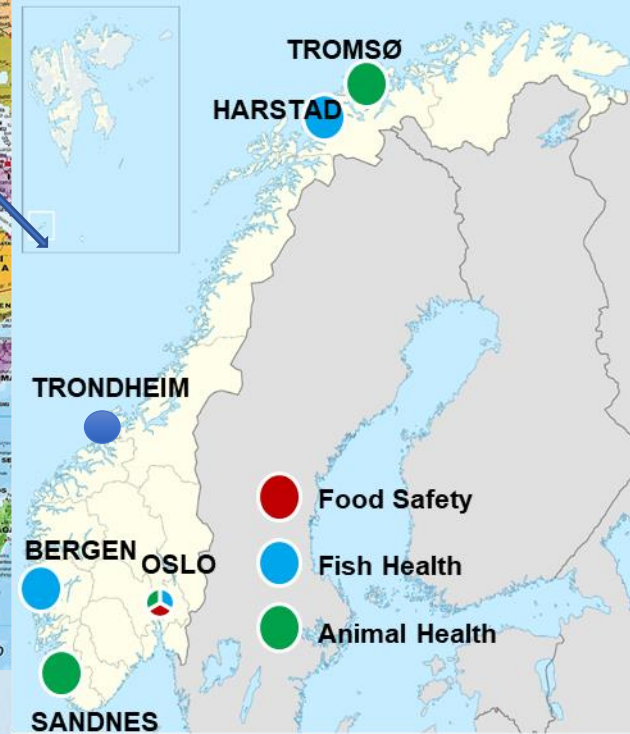 TROMSØ
HARSTAD
TRONDHEIM
BERGEN
OSLO
SANDNES
Food Safety
Fish Health
Animal Health